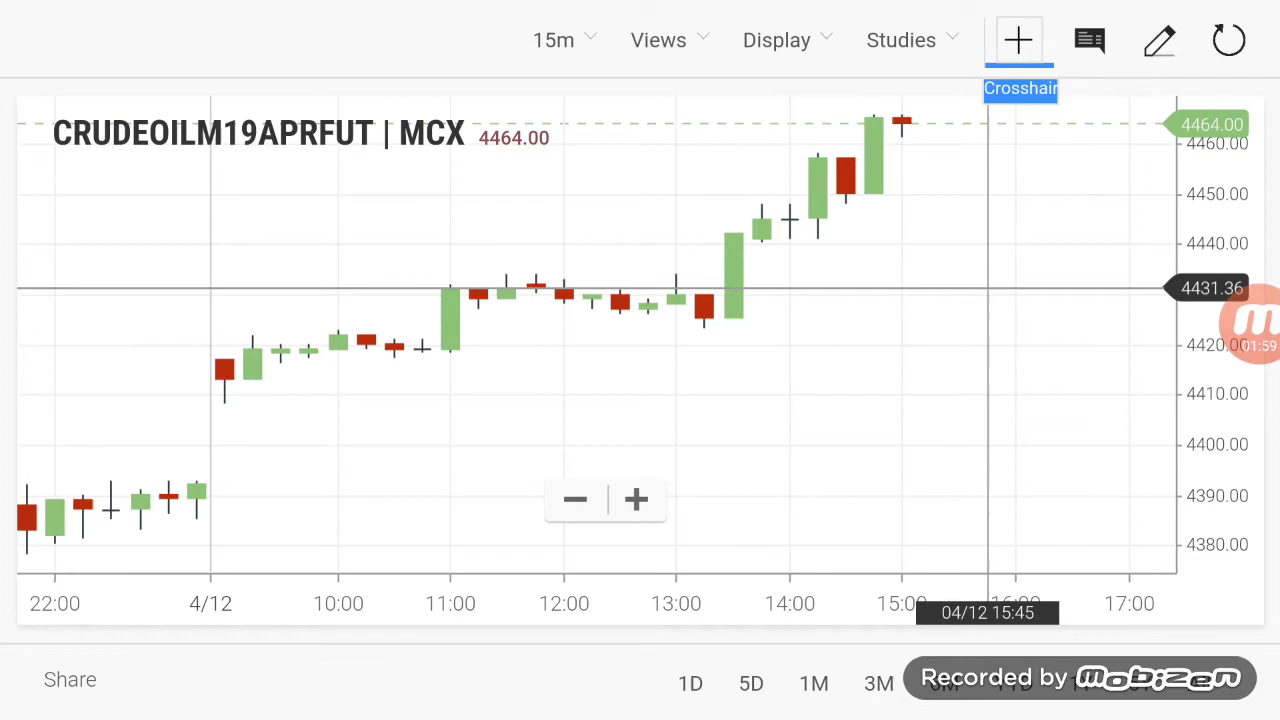 15m Views Display Studies
Crosshair
CRUDEOILM19APRFUT | MCX 4464.00
4464.00
4460.00
4450.00
4440.00
4431.36
4420.00
01:59
4410.00
4400.00
4390.00
4380.00
22:00 4/12 10:00 11:00 12:00 13:00 14:00 15:00 16:00 17:00
04/12 15:45
Share 1D 5D 1M 3M
Recorded by mobizen